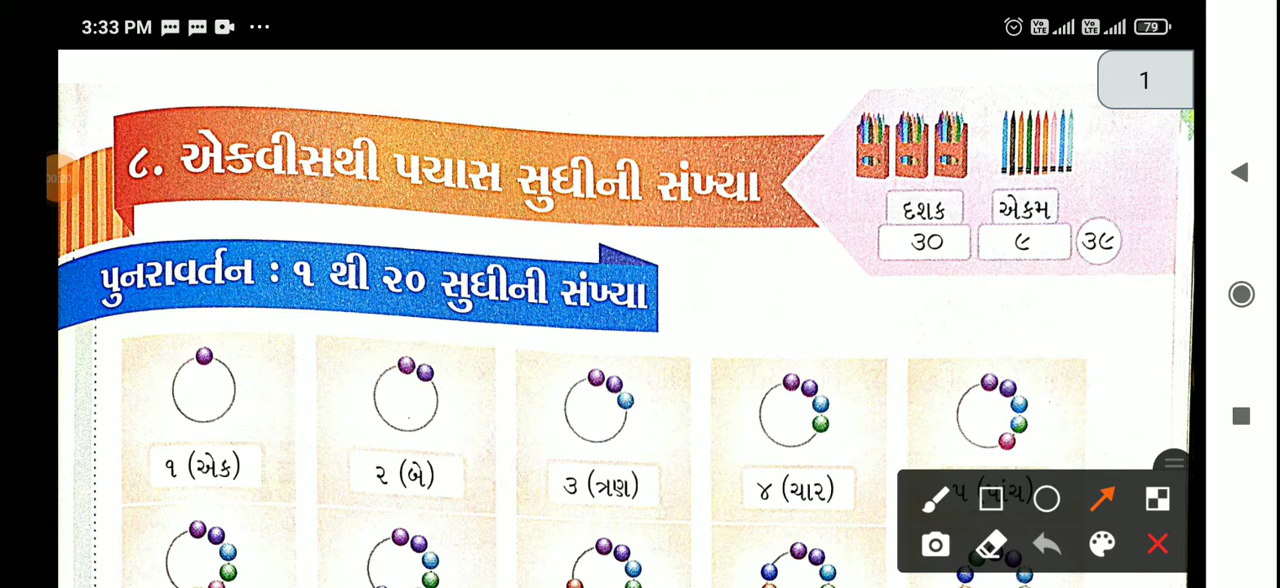 3:33 PM
79
1
૮. એકવીસથી પચાસ સુધીની સંખ્યા
દશક એકમ
૩૦ ૯ ૩૯
પુનરાવર્તન : ૧ થી ૨૦ સુધીની સંખ્યા
૧ (એક) ૨ (બે) ૩ (ત્રણ) ૪ (ચાર) ૫ (પાંચ)